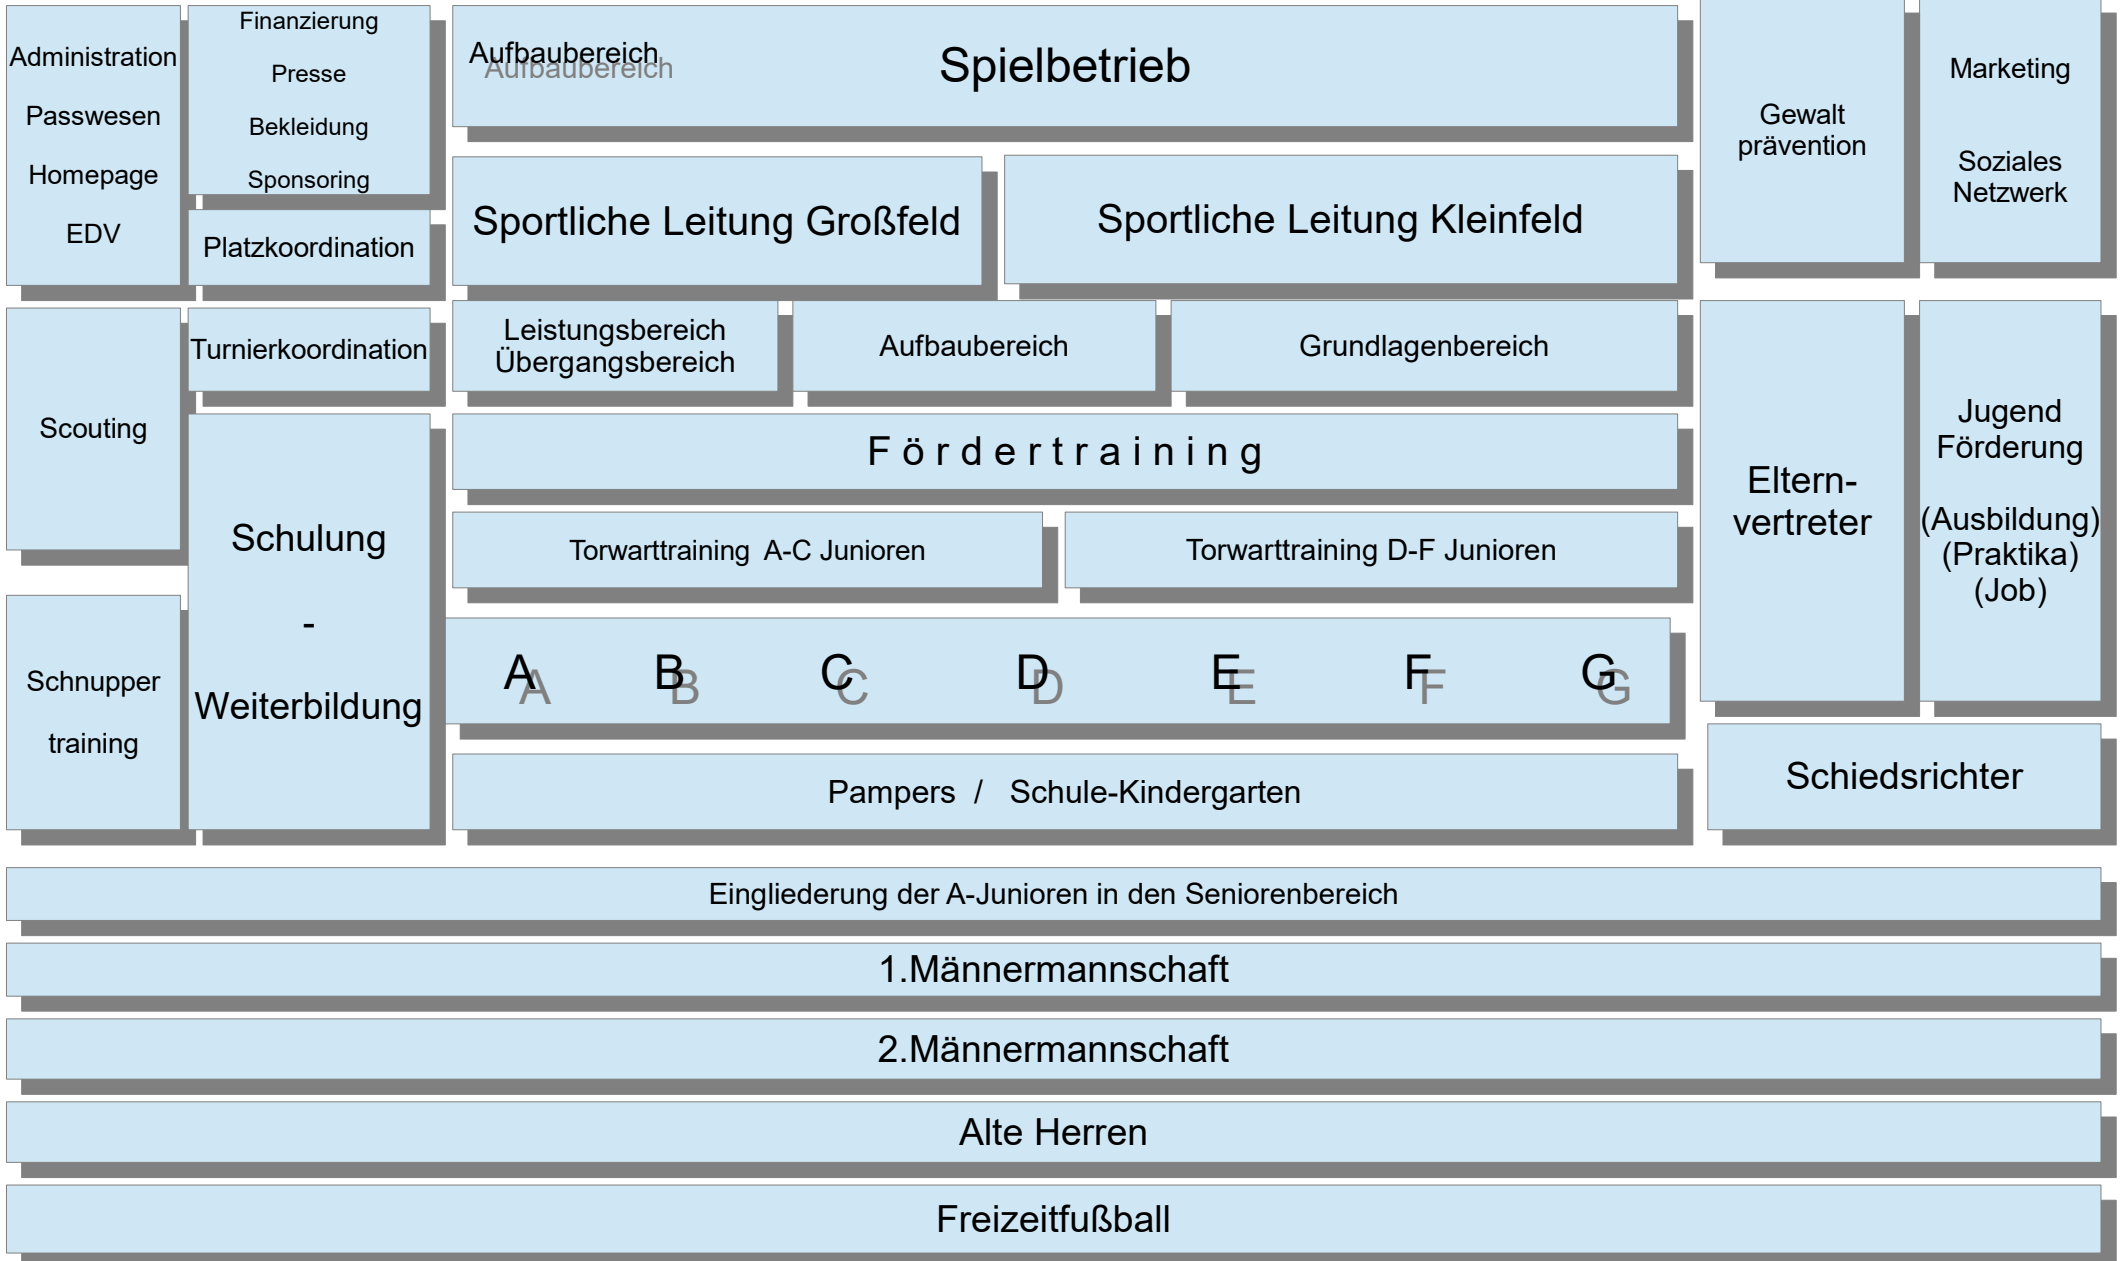 Administration
Passwesen
Homepage
EDV
Finanzierung
Presse
Bekleidung
Sponsoring
Platzkoordination
Aufbaubereich
Spielbetrieb
Sportliche Leitung Großfeld
Sportliche Leitung Kleinfeld
Gewalt
prävention
Marketing
Soziales
Netzwerk
Scouting
Turnierkoordination
Leistungsbereich
Übergangsbereich
Aufbaubereich
Grundlagenbereich
Fördertraining
Torwarttraining A-C Junioren
Torwarttraining D-F Junioren
Eltern-
vertreter
Jugend
Förderung
(Ausbildung)
(Praktika)
(Job)
Schulung
-
Weiterbildung
Schnupper
training
A B C D E F G
Pampers / Schule-Kindergarten
Schiedsrichter
Eingliederung der A-Junioren in den Seniorenbereich
1.Männermannschaft
2.Männermannschaft
Alte Herren
Freizeitfußball